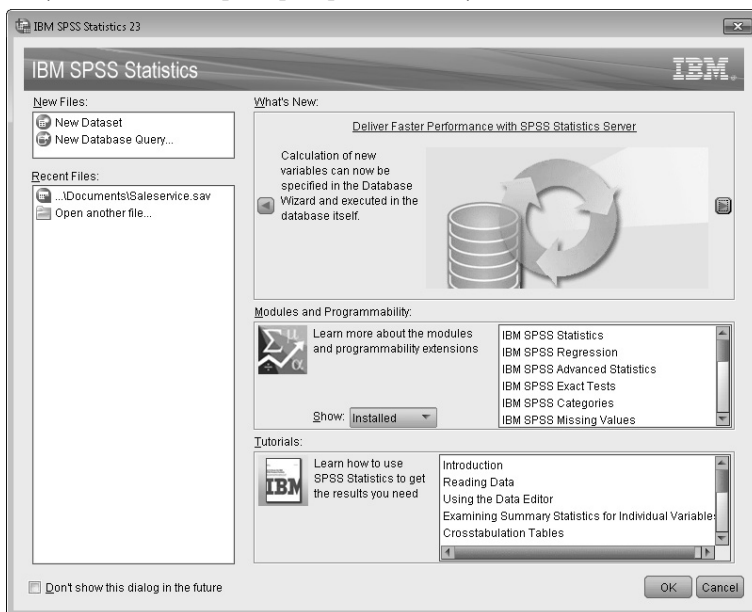 IBM SPSS Statistics 23
IBM SPSS Statistics
IBM
New Files:
New Dataset
New Database Query...
Recent Files:
...\Documents\Saleservice.sav
Open another file...
What's New:
Deliver Faster Performance with SPSS Statistics Server
Calculation of new
variables can now be
specified in the Database
Wizard and executed in the
database itself.
Modules and Programmability:
Learn more about the modules
and programmability extensions
Show: Installed
IBM SPSS Statistics
IBM SPSS Regression
IBM SPSS Advanced Statistics
IBM SPSS Exact Tests
IBM SPSS Categories
IBM SPSS Missing Values
Tutorials:
IBM
Learn how to use
SPSS Statistics to get
the results you need
Introduction
Reading Data
Using the Data Editor
Examining Summary Statistics for Individual Variable
Crosstabulation Tables
Don't show this dialog in the future
OK
Cancel